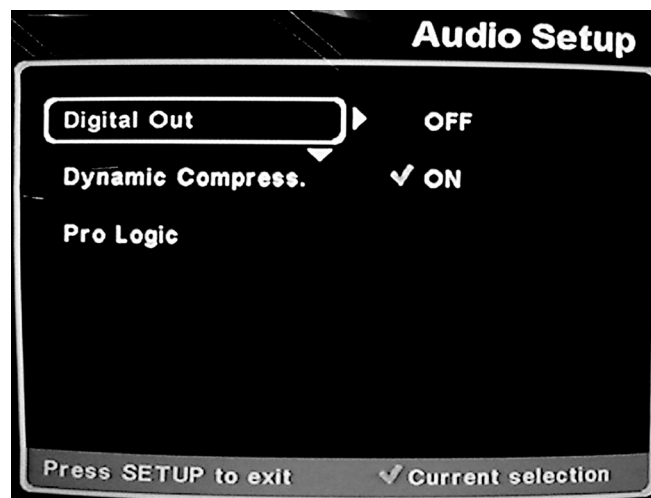 Audio Setup
Digital Out OFF
Dynamic Compress. ON
Pro Logic
Press SETUP to exit Current selection